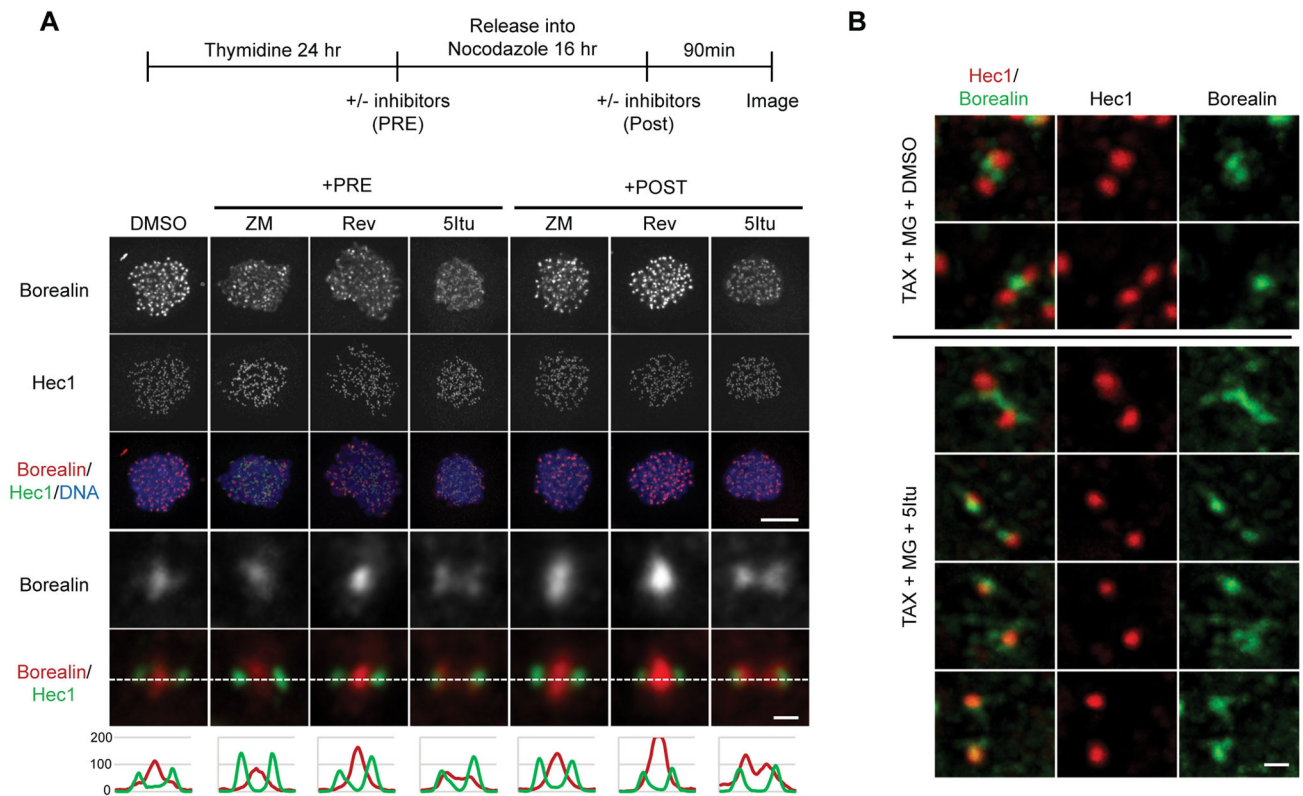 A
Release into
Thymidine 24 hr
Nocodazole 16 hr
90min
+/- inhibitors
(PRE)
+/- inhibitors
(Post)
Image
+PRE
+POST
DMSO
ZM
Rev
5Itu
ZM
Rev
5Itu
Borealin
Hec1
Borealin/
Hec1/DNA
Borealin
Borealin/
Hec1
200
100
0
B
Hec1/
Borealin
Hec1
Borealin
TAX + MG + DMSO
TAX + MG + 5Itu